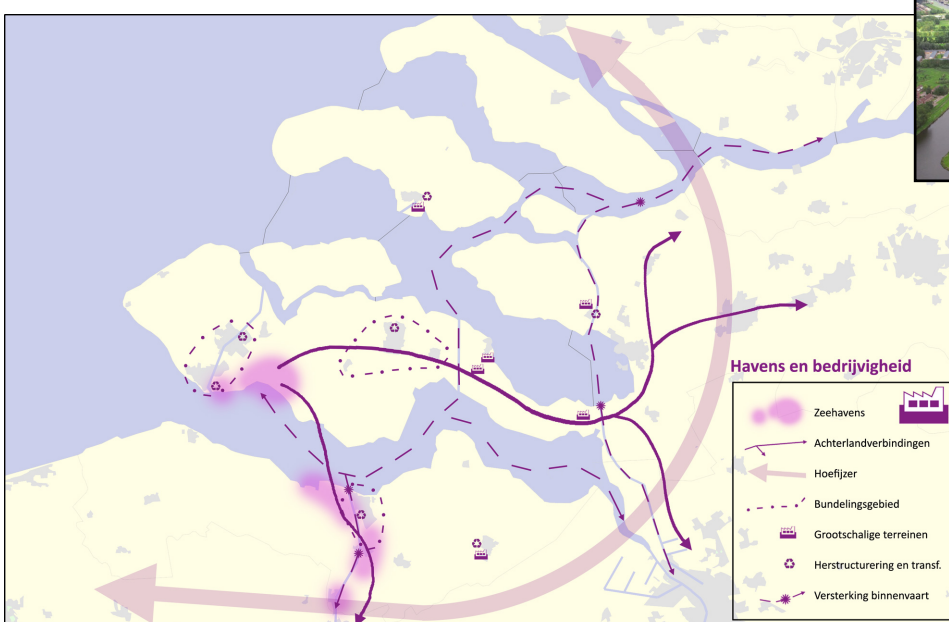 Havens en bedrijvigheid
Zeehavens
Achterlandverbindingen
Hoefijzer
Bundelingsgebied
Grootschalige terreinen
Herstructurering en transf.
Versterking binnenvaart